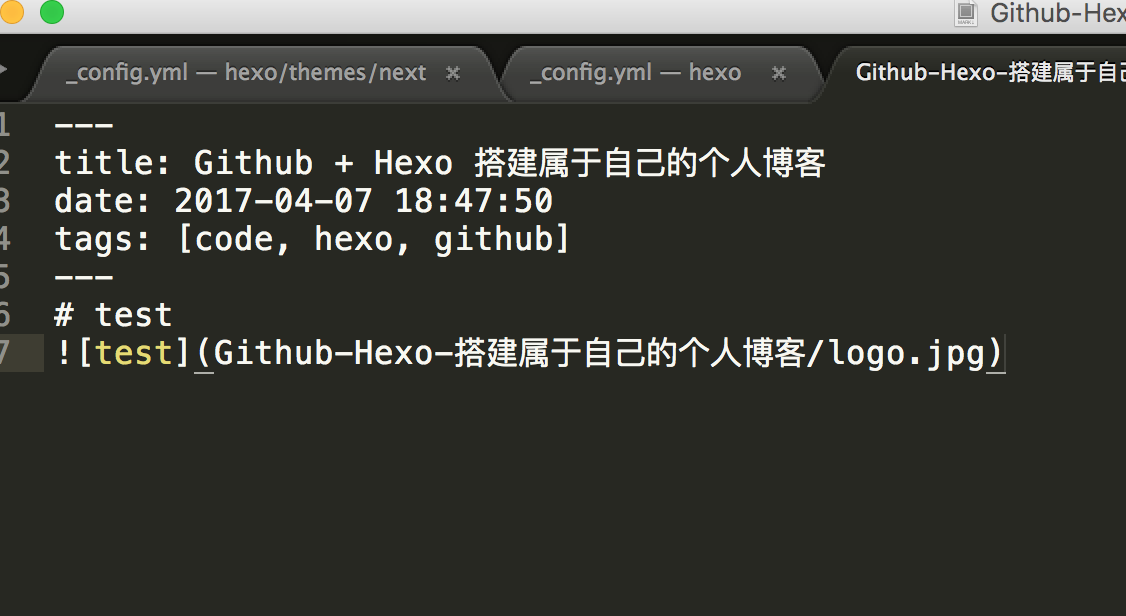 Github-Hex
_config.yml — hexo/themes/next ×
_config.yml — hexo ×
Github-Hexo-搭建属于自己
1 ---
2 title: Github + Hexo 搭建属于自己的个人博客
3 date: 2017-04-07 18:47:50
4 tags: [code, hexo, github]
5 ---
6 # test
7 ![test](Github-Hexo-搭建属于自己的个人博客/logo.jpg)